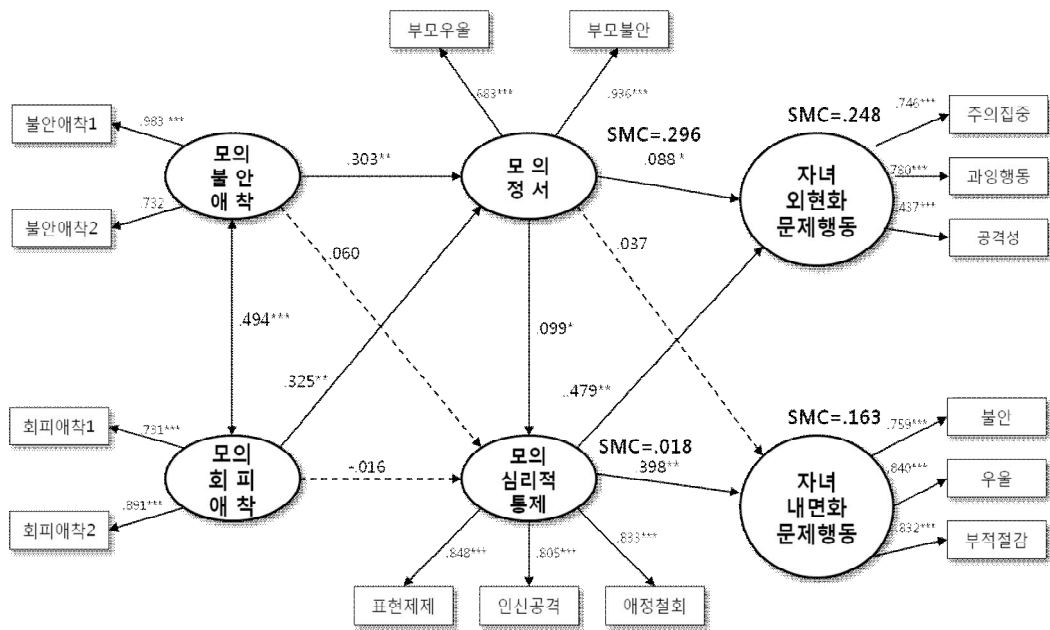 부모우울
부모불안
.683***
.936***
불안애착1
.983 ***
모의
불 안
애 착
불안애착2
.732
.303**
모 의
정 서
SMC=.296
.088 *
SMC=.248
자녀
외현화
문제행동
.746***
주의집중
.780***
과잉행동
.437***
공격성
.060
.037
.494***
.099*
.325**
.479**
회피애착1
.731***
모의
회 피
애 착
회피애착2
.891***
-.016
모의
심리적
통제
SMC=.018
.398**
SMC=.163
자녀
내면화
문제행동
.759***
불안
.840***
우울
.832***
부적절감
.848***
.805***
.833***
표현제제
인신공격
애정철회